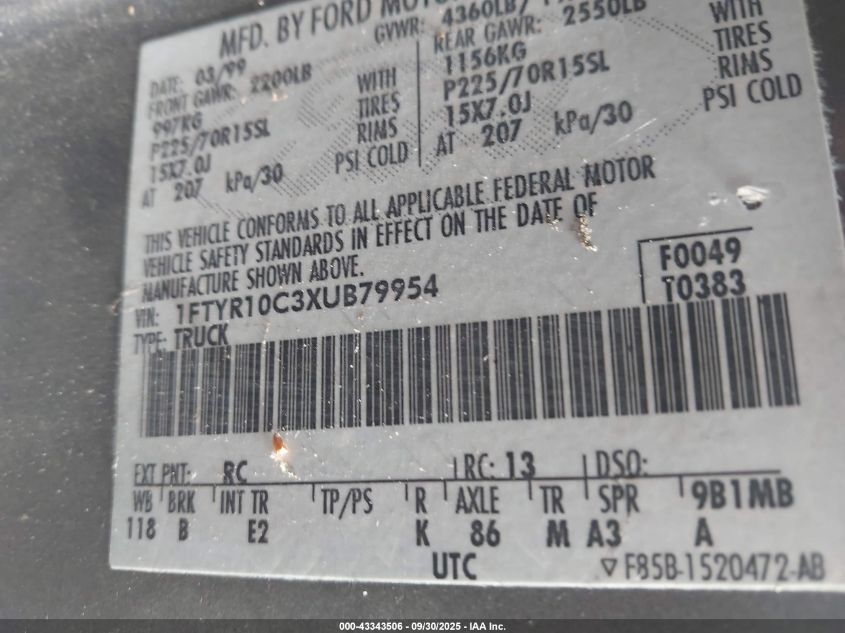 MFD. BY FORD MOTOR
GVWR: 4360LB/
DATE: 03/99
FRONT GAWR: 2200LB
997KG
P225/70R15SL
15X7.0J
AT 207 kPa/30
WITH
TIRES
RIMS
PSI COLD
REAR GAWR: 2550LB
1156KG
P225/70R15SL
15X7.0J
AT 207 kPa/30
WITH
TIRES
RIMS
PSI COLD
THIS VEHICLE CONFORMS TO ALL APPLICABLE FEDERAL MOTOR
VEHICLE SAFETY STANDARDS IN EFFECT ON THE DATE OF
MANUFACTURE SHOWN ABOVE.
VIN: 1FTYR10C3XUB79954
TYPE: TRUCK
F0049
T0383
EXT PNT: RC RC: 13 DSO:
WB BRK INT TR TP/PS R AXLE TR SPR 9B1MB
118 B E2 K 86 M A3 A
UTC ▽ F85B-1520472-AB
000-43343506 - 09/30/2025 - IAA Inc.